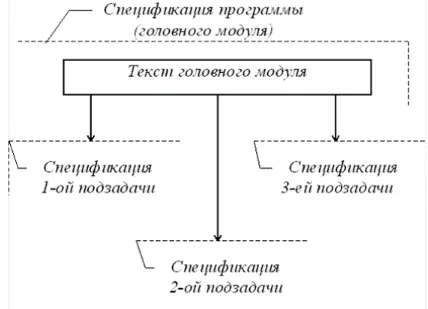 Спецификация программы
(головного модуля)
Текст головного модуля
Спецификация
1-ой подзадачи
Спецификация
3-ей подзадачи
Спецификация
2-ой подзадачи